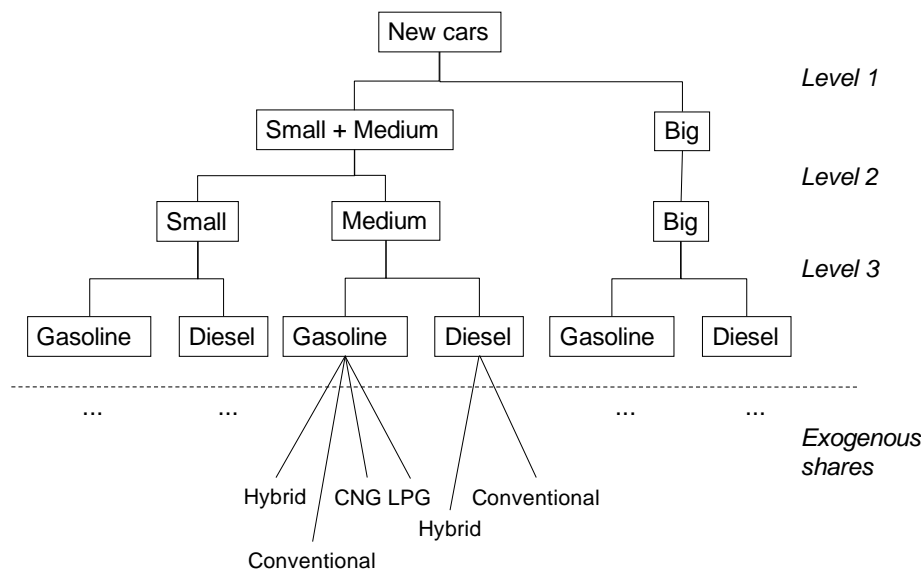 New cars
Level 1
Small + Medium
Big
Level 2
Small
Medium
Big
Level 3
Gasoline
Diesel
Gasoline
Diesel
Gasoline
Diesel
...
...
...
...
Exogenous
shares
Hybrid
CNG LPG
Conventional
Hybrid
Conventional